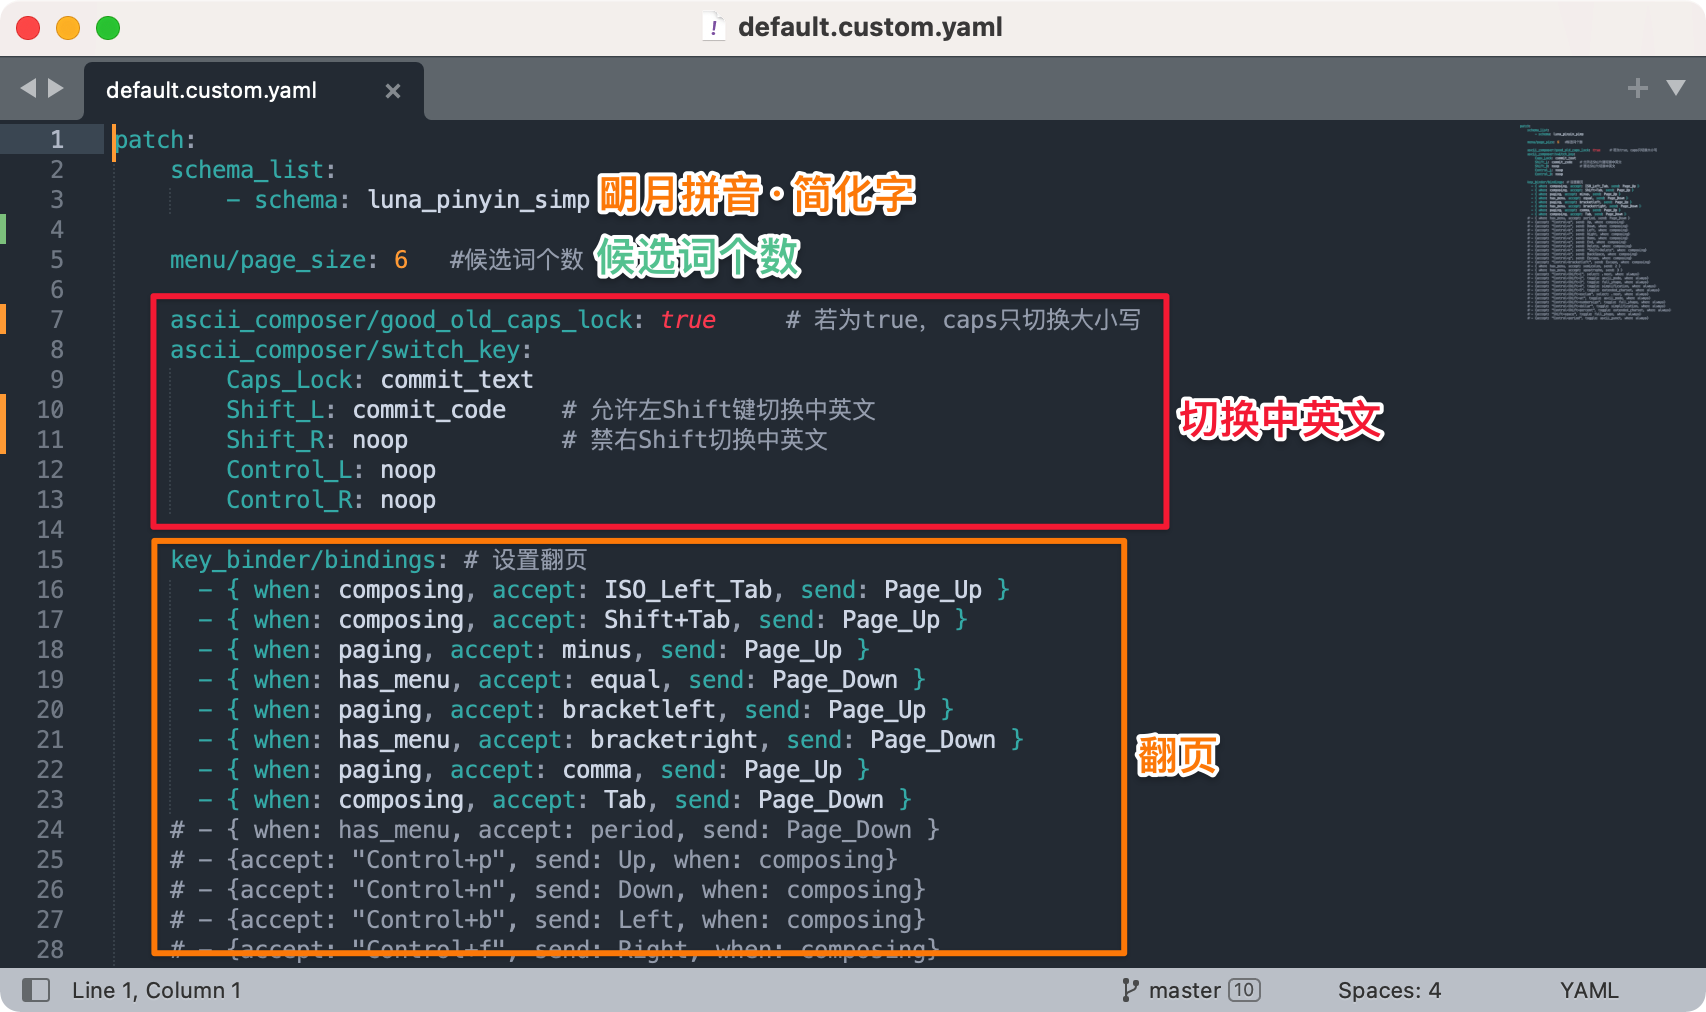 default.custom.yaml
default.custom.yaml
1 patch:
2 schema_list:
3 - schema: luna_pinyin_simp 朙月拼音·简化字
4
5 menu/page_size: 6 #候选词个数 候选词个数
6
7 ascii_composer/good_old_caps_lock: true # 若为true，caps只切换大小写
8 ascii_composer/switch_key:
9 Caps_Lock: commit_text
10 Shift_L: commit_code # 允许左Shift键切换中英文
切换中英文
11 Shift_R: noop # 禁右Shift切换中英文
12 Control_L: noop
13 Control_R: noop
14
15 key_binder/bindings: # 设置翻页
16 - { when: composing, accept: ISO_Left_Tab, send: Page_Up }
17 - { when: composing, accept: Shift+Tab, send: Page_Up }
18 - { when: paging, accept: minus, send: Page_Up }
19 - { when: has_menu, accept: equal, send: Page_Down }
20 - { when: paging, accept: bracketleft, send: Page_Up }
21 - { when: has_menu, accept: bracketright, send: Page_Down }
翻页
22 - { when: paging, accept: comma, send: Page_Up }
23 - { when: composing, accept: Tab, send: Page_Down }
24 # - { when: has_menu, accept: period, send: Page_Down }
25 # - {accept: "Control+p", send: Up, when: composing}
26 # - {accept: "Control+n", send: Down, when: composing}
27 # - {accept: "Control+b", send: Left, when: composing}
28 # - {accept: "Control+f", send: Right, when: composing}
Line 1, Column 1 master 10 Spaces: 4 YAML